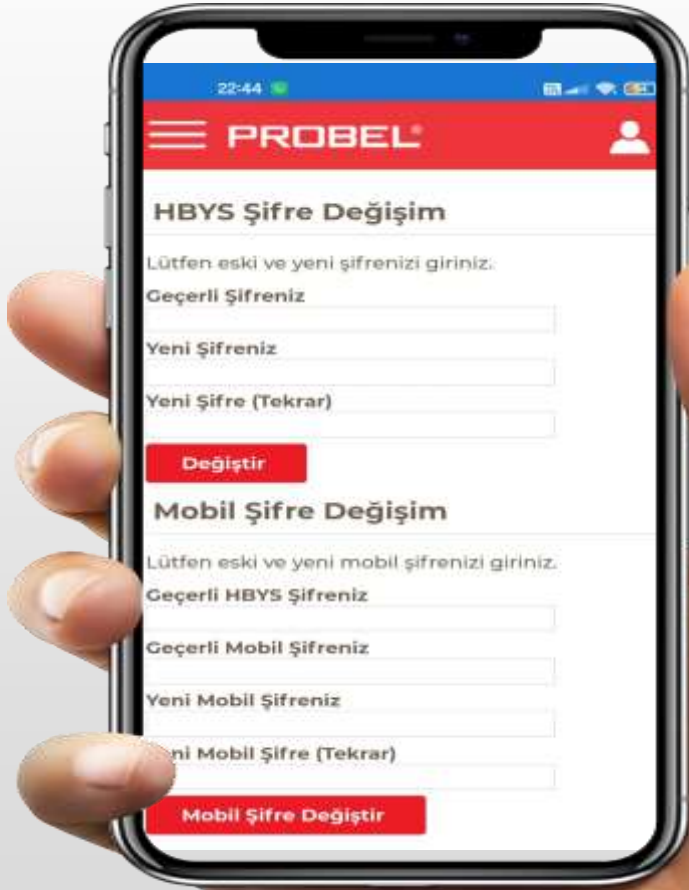 22:44
PROBEL®
HBYS Şifre Değişim
Lütfen eski ve yeni şifrenizi giriniz.
Geçerli Şifreniz
Yeni Şifreniz
Yeni Şifre (Tekrar)
Değiştir
Mobil Şifre Değişim
Lütfen eski ve yeni mobil şifrenizi giriniz.
Geçerli HBYS Şifreniz
Geçerli Mobil Şifreniz
Yeni Mobil Şifreniz
ni Mobil Şifre (Tekrar)
Mobil Şifre Değiştir